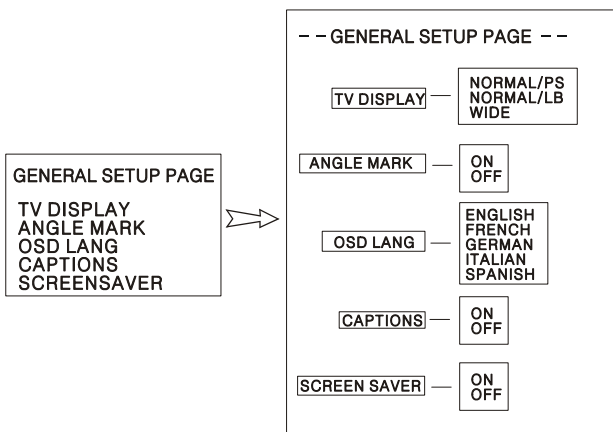 GENERAL SETUP PAGE
TV DISPLAY
ANGLE MARK
OSD LANG
CAPTIONS
SCREENSAVER
- - GENERAL SETUP PAGE - -
TV DISPLAY
NORMAL/PS
NORMAL/LB
WIDE
ANGLE MARK
ON
OFF
OSD LANG
ENGLISH
FRENCH
GERMAN
ITALIAN
SPANISH
CAPTIONS
ON
OFF
SCREEN SAVER
ON
OFF